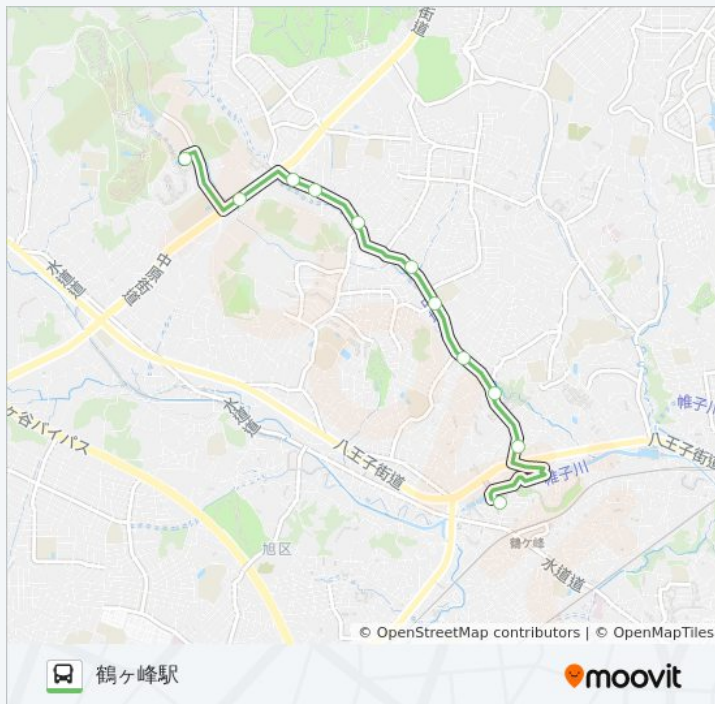 街道
中原街道
水道道
水道道
ヶ谷バイパス
八王子街道
旭区
帷子川
八王子街道
帷子川
鶴ケ峰
水道道
© OpenStreetMap contributors | © OpenMapTiles
鶴ヶ峰駅
moovit